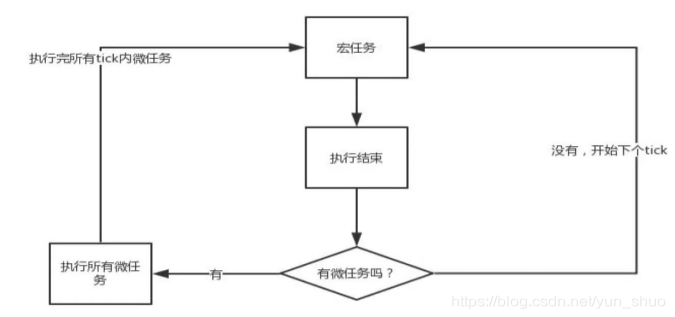 宏任务
执行完所有tick内微任务
执行结束
没有，开始下个tick
执行所有微任
务
有
有微任务吗？
https://blog.csdn.net/yun_shuo